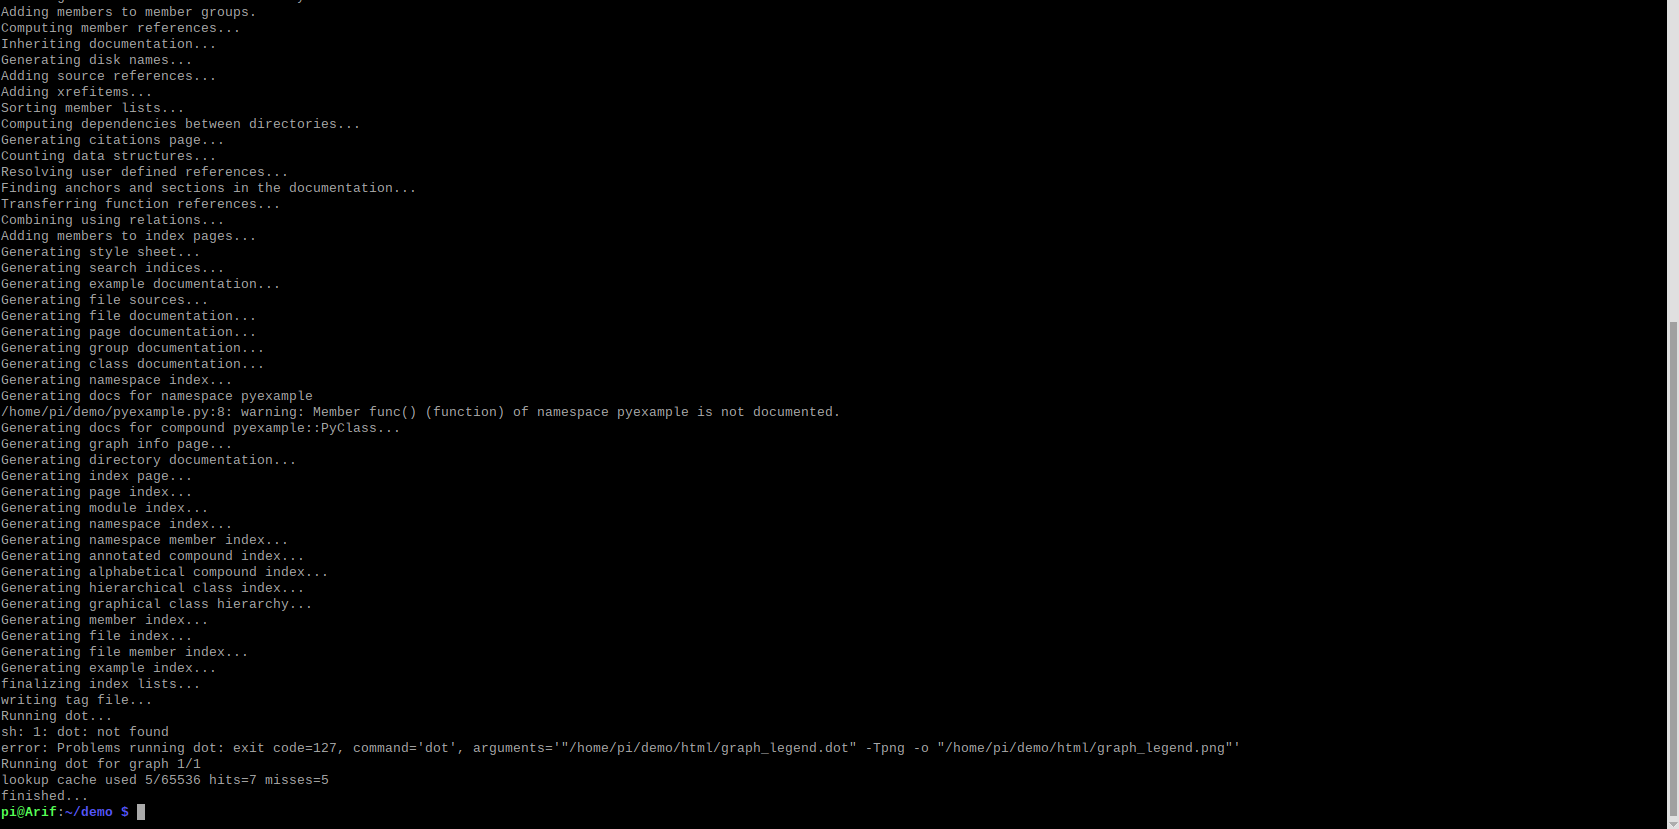 Adding members to member groups.
Computing member references...
Inheriting documentation...
Generating disk names...
Adding source references...
Adding xrefitems...
Sorting member lists...
Computing dependencies between directories...
Generating citations page...
Counting data structures...
Resolving user defined references...
Finding anchors and sections in the documentation...
Transferring function references...
Combining using relations...
Adding members to index pages...
Generating style sheet...
Generating search indices...
Generating example documentation...
Generating file sources...
Generating file documentation...
Generating page documentation...
Generating group documentation...
Generating class documentation...
Generating namespace index...
Generating docs for namespace pyexample
/home/pi/demo/pyexample.py:8: warning: Member func() (function) of namespace pyexample is not documented.
Generating docs for compound pyexample::PyClass...
Generating graph info page...
Generating directory documentation...
Generating index page...
Generating page index...
Generating module index...
Generating namespace index...
Generating namespace member index...
Generating annotated compound index...
Generating alphabetical compound index...
Generating hierarchical class index...
Generating graphical class hierarchy...
Generating member index...
Generating file index...
Generating file member index...
Generating example index...
finalizing index lists...
writing tag file...
Running dot...
sh: 1: dot: not found
error: Problems running dot: exit code=127, command='dot', arguments='"/home/pi/demo/html/graph_legend.dot" -Tpng -o "/home/pi/demo/html/graph_legend.png"'
Running dot for graph 1/1
lookup cache used 5/65536 hits=7 misses=5
finished...
pi@Arif:~/demo $